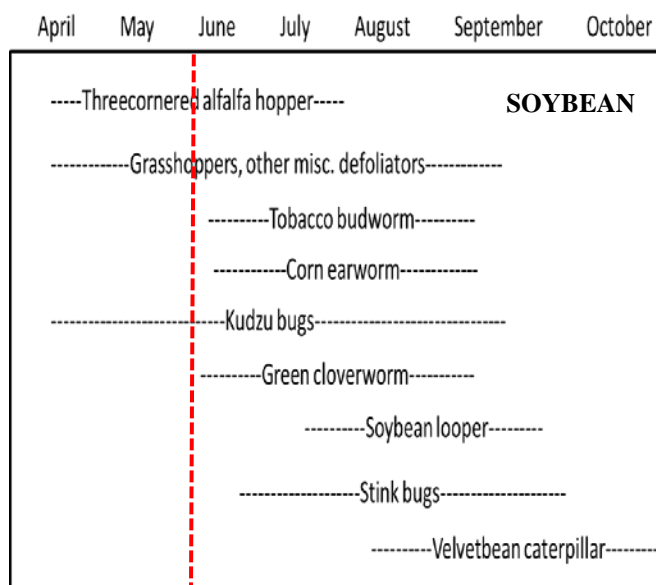 April May June July August September October
-----Threecornered alfalfa hopper-----
SOYBEAN
---------------Grasshoppers, other misc. defoliators---------------
-----------Tobacco budworm-----------
-------------Corn earworm--------------
---------------------------------Kudzu bugs------------------------------------
-----------Green cloverworm------------
-----------Soybean looper----------
----------------------Stink bugs-----------------------
-----------Velvetbean caterpillar---------